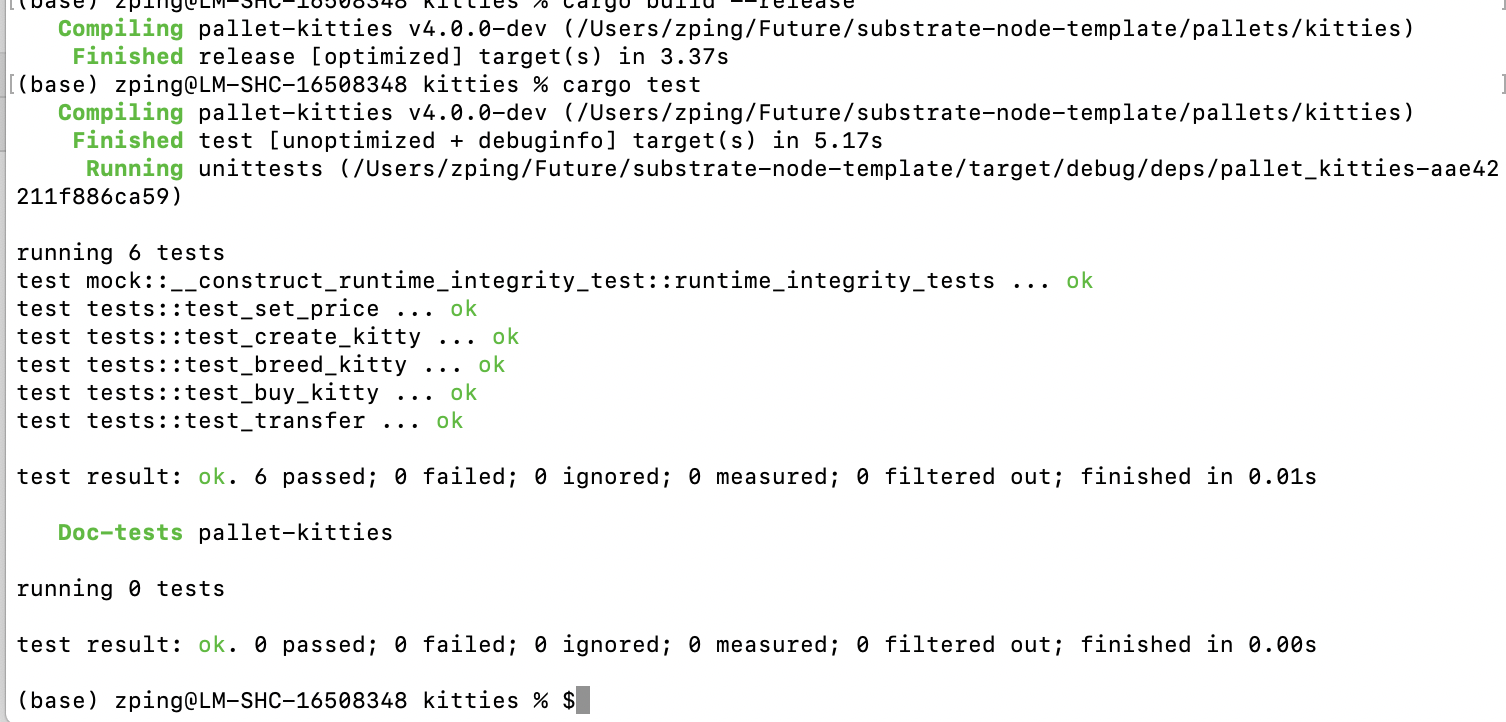 [(base) zping@LM-SHC-16508348 kitties % cargo build --release ]
Compiling pallet-kitties v4.0.0-dev (/Users/zping/Future/substrate-node-template/pallets/kitties)
Finished release [optimized] target(s) in 3.37s
[(base) zping@LM-SHC-16508348 kitties % cargo test ]
Compiling pallet-kitties v4.0.0-dev (/Users/zping/Future/substrate-node-template/pallets/kitties)
Finished test [unoptimized + debuginfo] target(s) in 5.17s
Running unittests (/Users/zping/Future/substrate-node-template/target/debug/deps/pallet_kitties-aae42
211f886ca59)
running 6 tests
test mock::__construct_runtime_integrity_test::runtime_integrity_tests ... ok
test tests::test_set_price ... ok
test tests::test_create_kitty ... ok
test tests::test_breed_kitty ... ok
test tests::test_buy_kitty ... ok
test tests::test_transfer ... ok
test result: ok. 6 passed; 0 failed; 0 ignored; 0 measured; 0 filtered out; finished in 0.01s
Doc-tests pallet-kitties
running 0 tests
test result: ok. 0 passed; 0 failed; 0 ignored; 0 measured; 0 filtered out; finished in 0.00s
(base) zping@LM-SHC-16508348 kitties % $